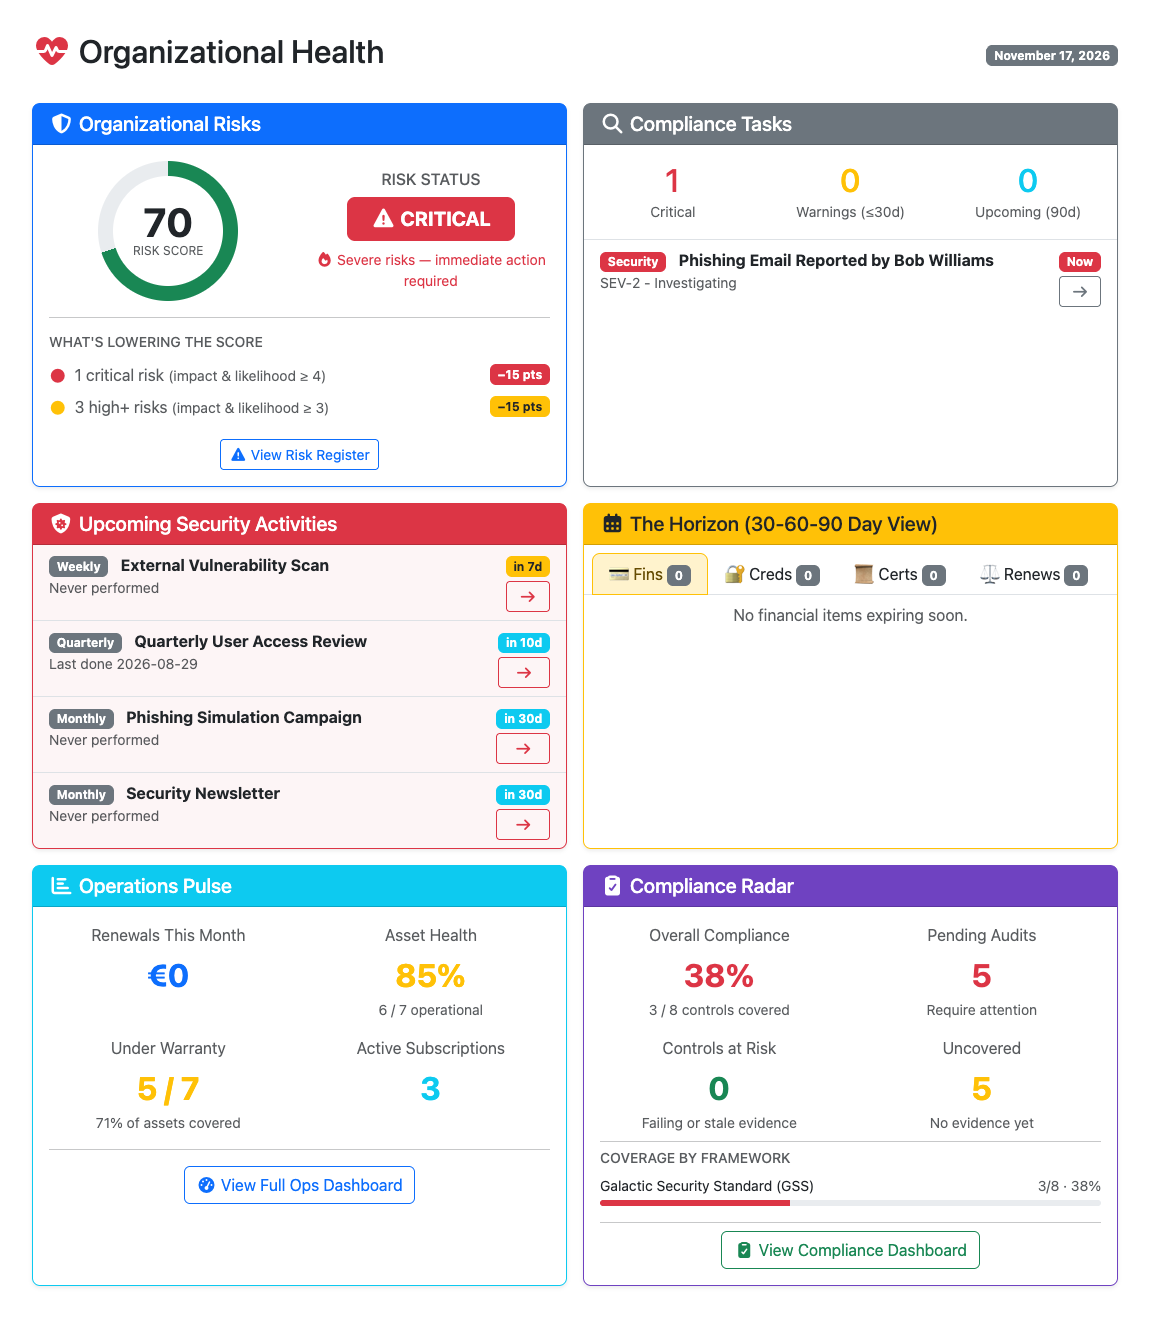 Organizational Health
November 17, 2026
Organizational Risks
70
RISK SCORE
RISK STATUS
CRITICAL
Severe risks — immediate action
required
WHAT'S LOWERING THE SCORE
1 critical risk (impact & likelihood ≥ 4)
−15 pts
3 high+ risks (impact & likelihood ≥ 3)
−15 pts
View Risk Register
Compliance Tasks
1
Critical
0
Warnings (≤30d)
0
Upcoming (90d)
Security Phishing Email Reported by Bob Williams
Now
SEV-2 - Investigating
Upcoming Security Activities
Weekly External Vulnerability Scan
in 7d
Never performed
Quarterly Quarterly User Access Review
in 10d
Last done 2026-08-29
Monthly Phishing Simulation Campaign
in 30d
Never performed
Monthly Security Newsletter
in 30d
Never performed
The Horizon (30-60-90 Day View)
Fins 0
Creds 0
Certs 0
Renews 0
No financial items expiring soon.
Operations Pulse
Renewals This Month
€0
Asset Health
85%
6 / 7 operational
Under Warranty
5 / 7
71% of assets covered
Active Subscriptions
3
View Full Ops Dashboard
Compliance Radar
Overall Compliance
38%
3 / 8 controls covered
Pending Audits
5
Require attention
Controls at Risk
0
Failing or stale evidence
Uncovered
5
No evidence yet
COVERAGE BY FRAMEWORK
Galactic Security Standard (GSS)
3/8 · 38%
View Compliance Dashboard